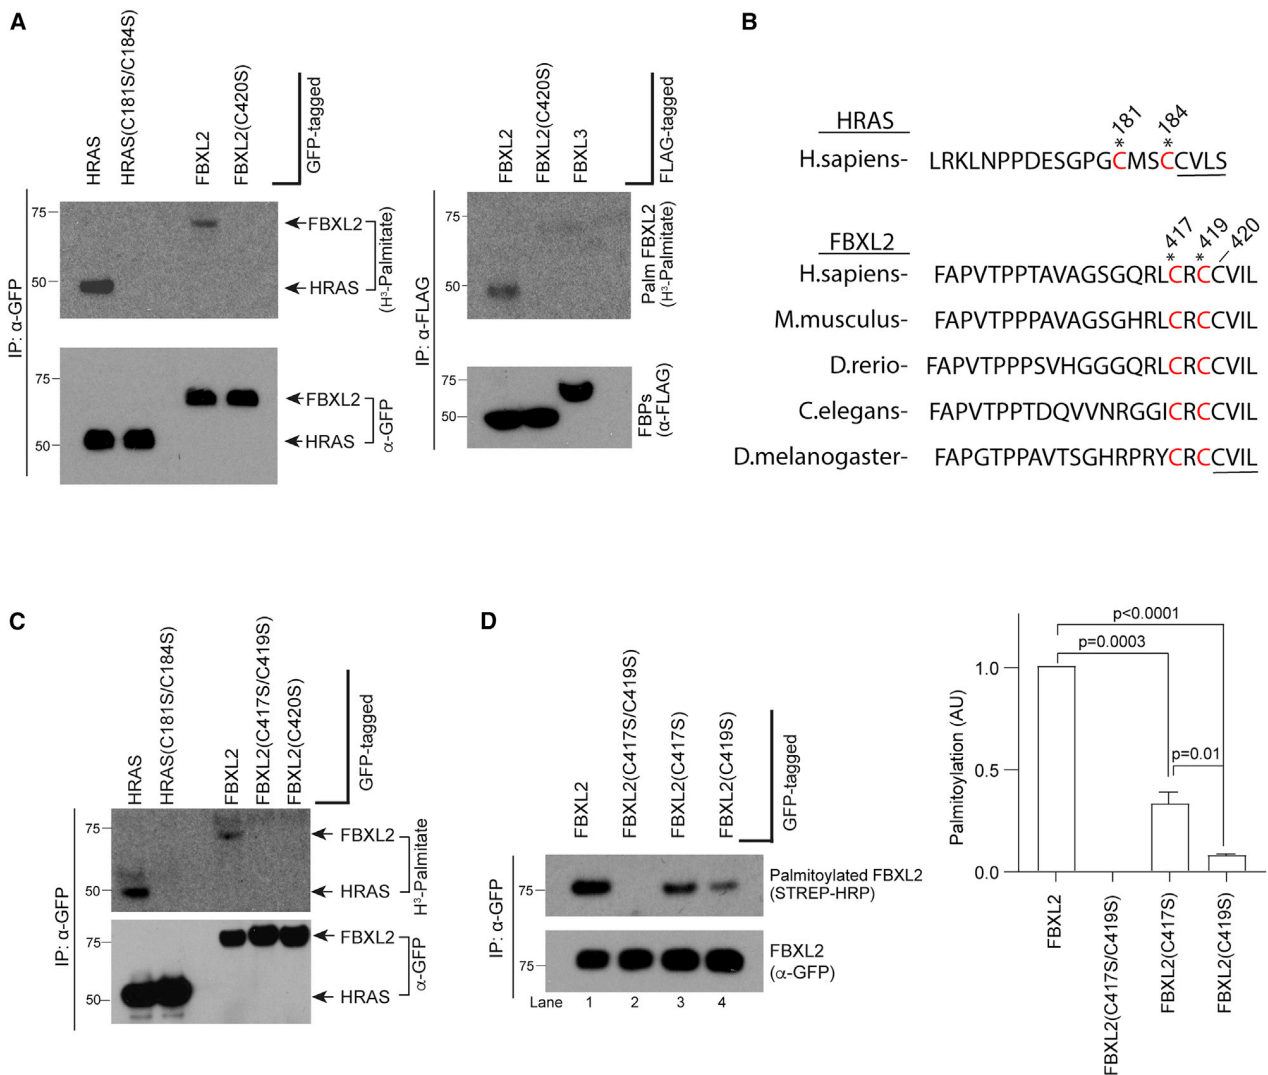 A
HRAS
HRAS(C181S/C184S)
FBXL2
FBXL2(C420S)
GFP-tagged
IP: α-GFP
75
50
FBXL2
HRAS
(H³-Palmitate)
75
50
FBXL2
HRAS
α-GFP
FBXL2
FBXL2(C420S)
FBXL3
FLAG-tagged
IP: α-FLAG
75
50
Palm FBXL2
(H³-Palmitate)
75
50
FBPs
(α-FLAG)
B
HRAS
*181 *184
H.sapiens- LRKLNPPDESGPGCMSCCVLS
FBXL2
*417 *419 420
H.sapiens- FAPVTPPTAVAGSGQRLCRCCVIL
M.musculus- FAPVTPPPAVAGSGHRLCRCCVIL
D.rerio- FAPVTPPPSVHGGGQRLCRCCVIL
C.elegans- FAPVTPPTDQVVNRGGICRCCVIL
D.melanogaster- FAPGTPPAVTSGHRPRYCRCCVIL
C
HRAS
HRAS(C181S/C184S)
FBXL2
FBXL2(C417S/C419S)
FBXL2(C420S)
GFP-tagged
IP: α-GFP
75
50
FBXL2
HRAS
H³-Palmitate
75
50
FBXL2
HRAS
α-GFP
D
FBXL2
FBXL2(C417S/C419S)
FBXL2(C417S)
FBXL2(C419S)
GFP-tagged
IP: α-GFP
75
Palmitoylated FBXL2
(STREP-HRP)
75
FBXL2
(α-GFP)
Lane 1 2 3 4
Palmitoylation (AU)
1.0
0.5
0.0
p<0.0001
p=0.0003
p=0.01
FBXL2
FBXL2(C417S/C419S)
FBXL2(C417S)
FBXL2(C419S)